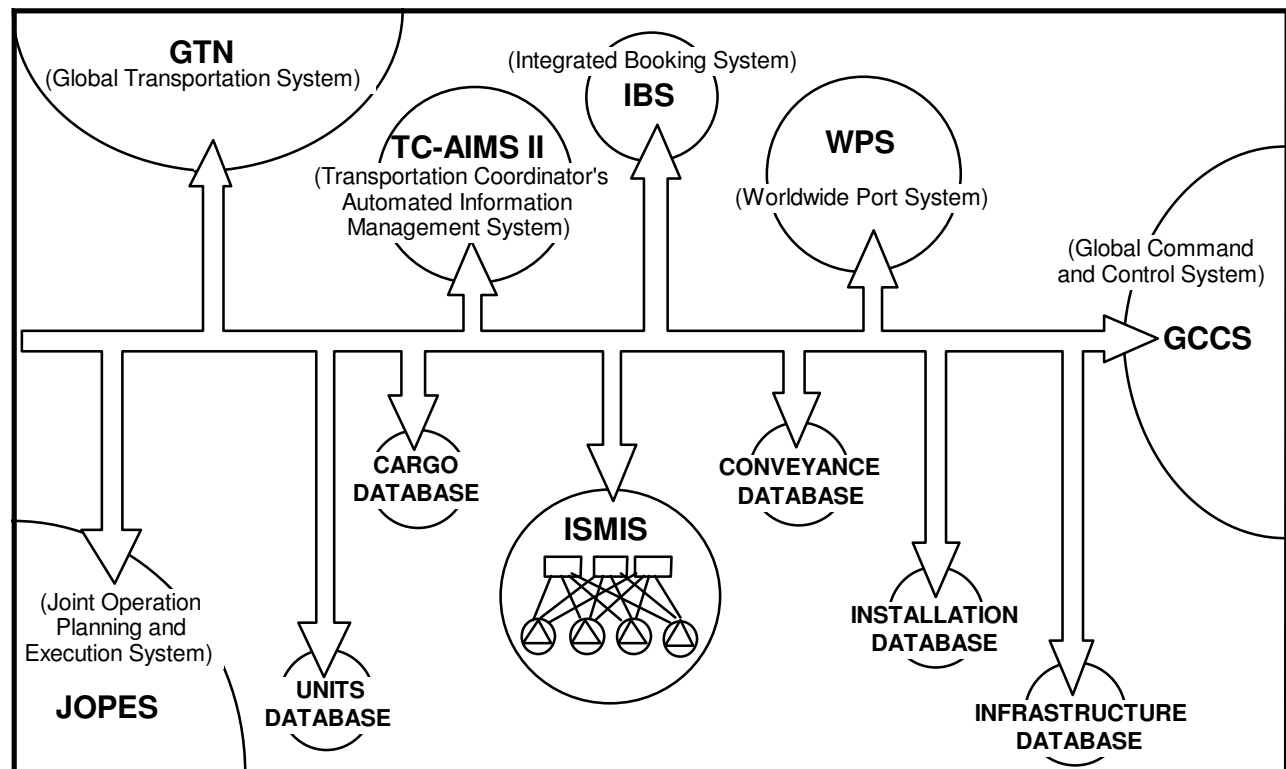 GTN
(Global Transportation System)
(Integrated Booking System)
IBS
TC-AIMS II
(Transportation Coordinator's
Automated Information
Management System)
WPS
(Worldwide Port System)
(Global Command
and Control System)
GCCS
CARGO
DATABASE
CONVEYANCE
DATABASE
ISMIS
(Joint Operation
Planning and
Execution System)
JOPES
UNITS
DATABASE
INSTALLATION
DATABASE
INFRASTRUCTURE
DATABASE